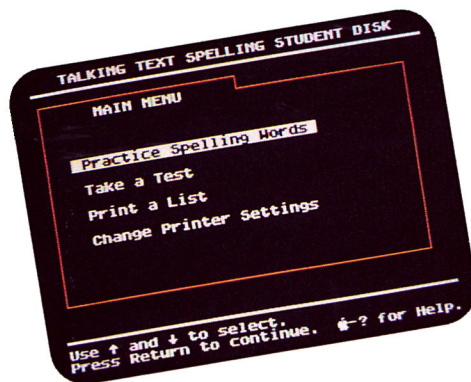 TALKING TEXT SPELLING STUDENT DISK
MAIN MENU
Practice Spelling Words
Take a Test
Print a List
Change Printer Settings
Use ↑ and ↓ to select.
Press Return to continue. -? for Help.